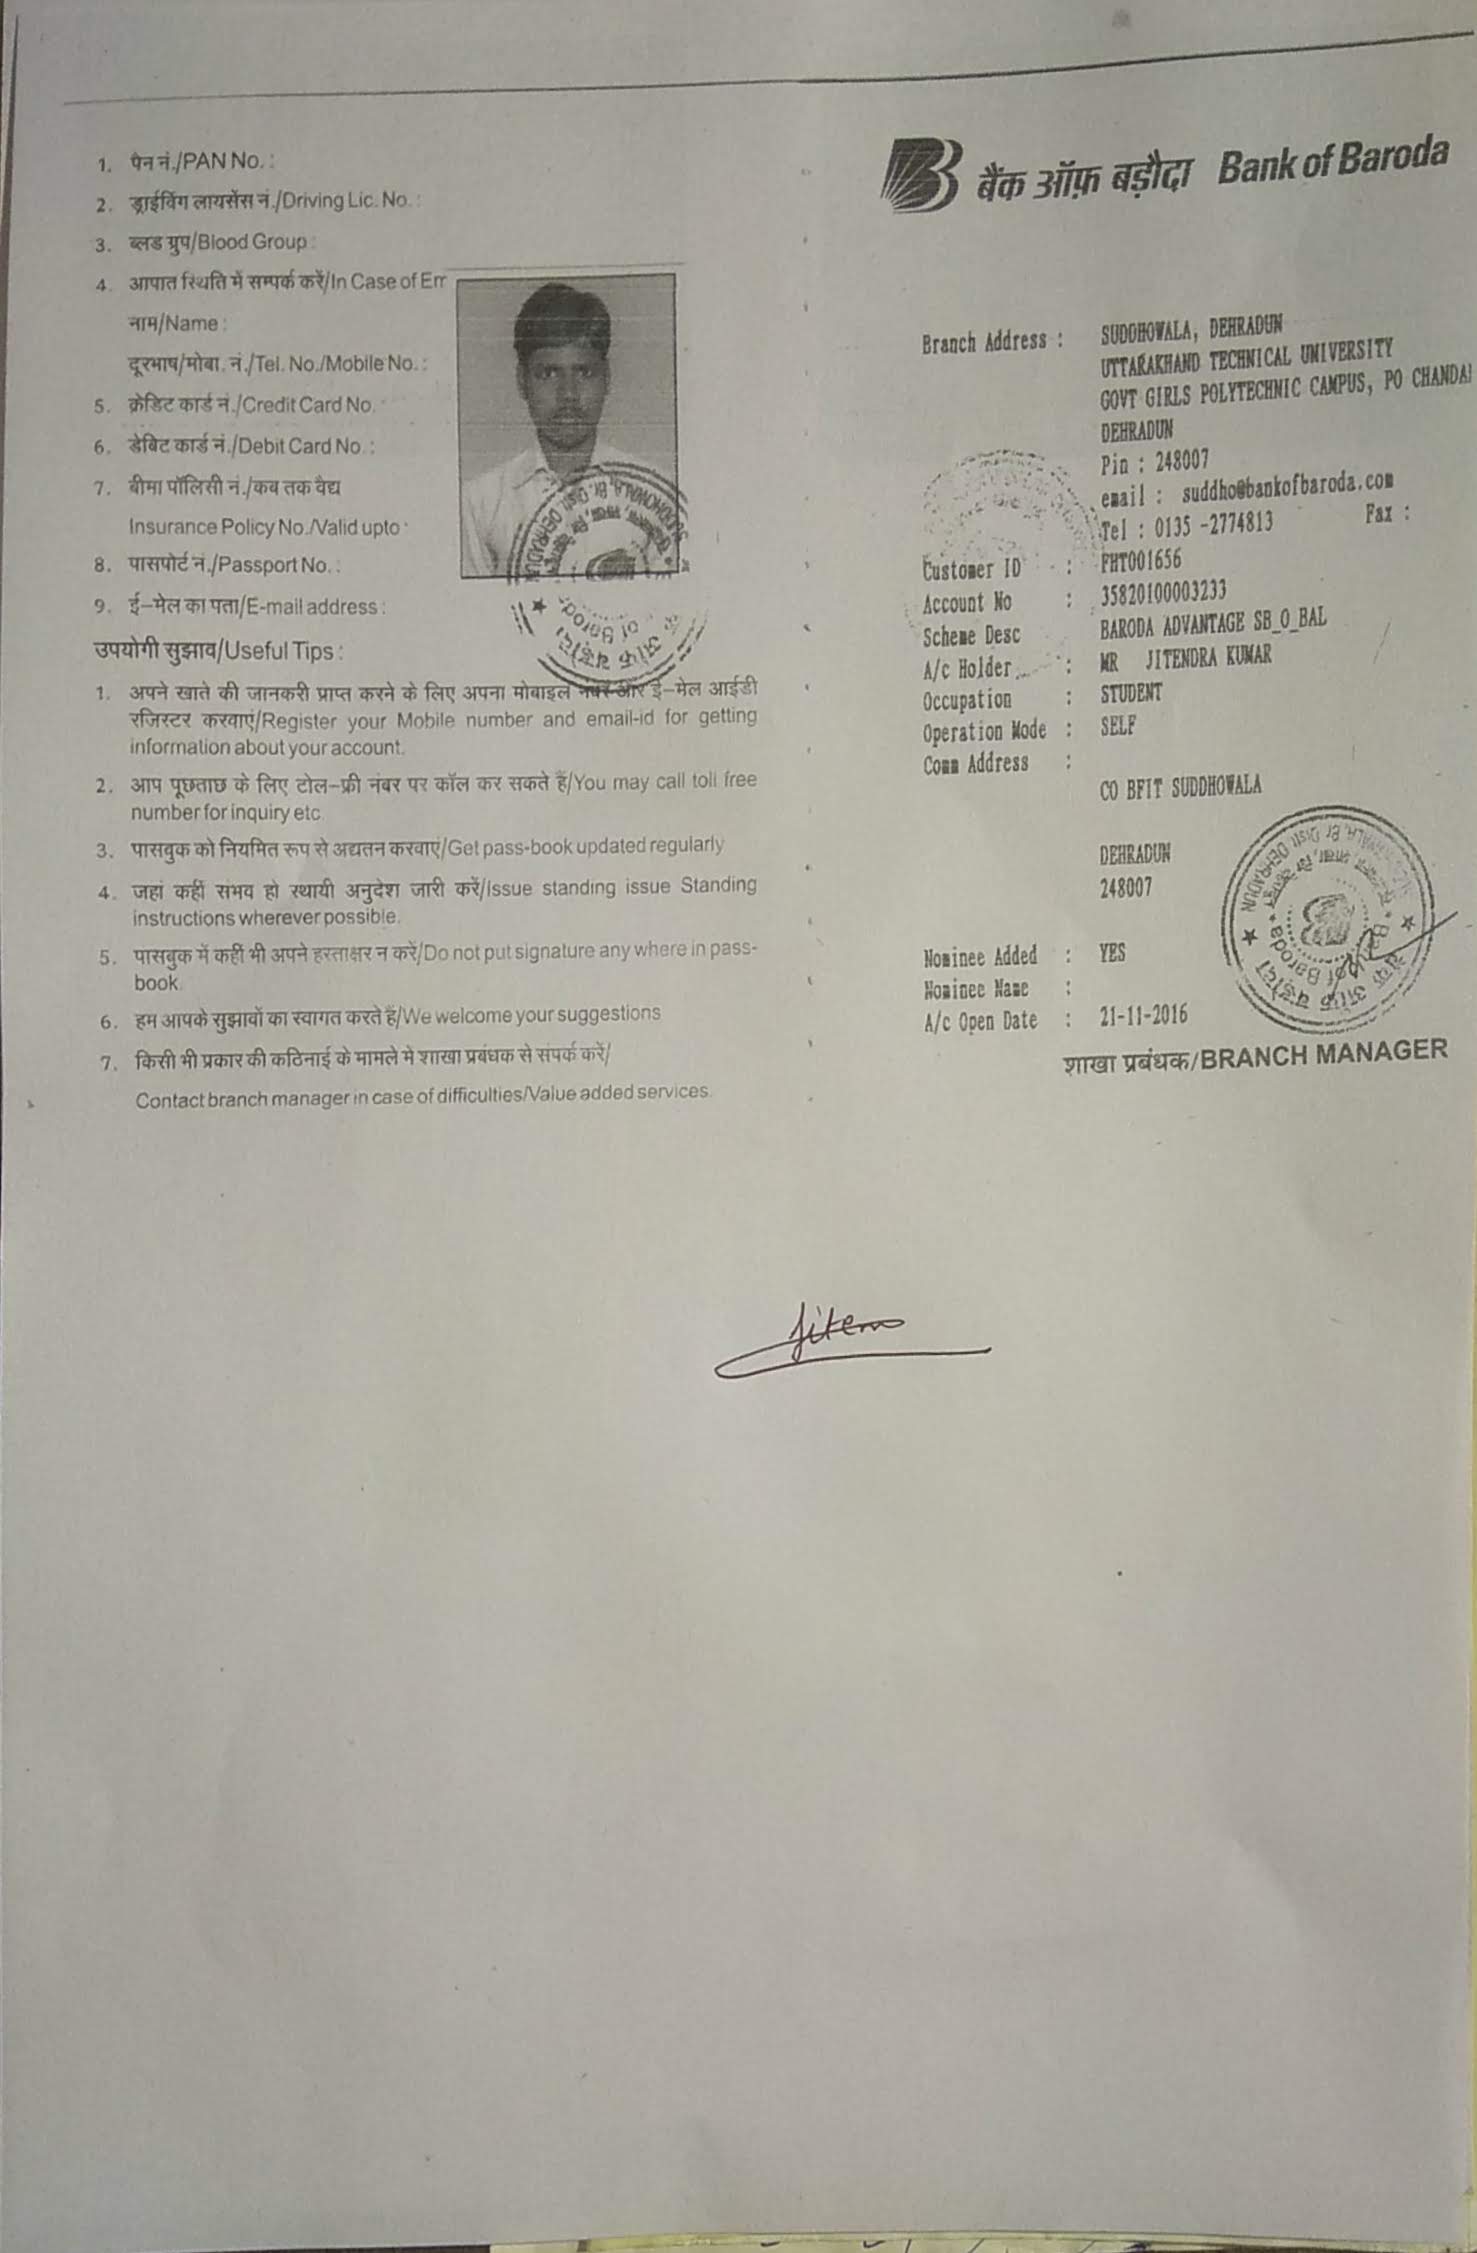 1. पैन नं./PAN No. :
2. ड्राईविंग लायसेंस नं./Driving Lic. No. :
3. ब्लड ग्रुप/Blood Group :
4. आपात स्थिति में सम्पर्क करें/In Case of
नाम/Name :
दूरभाष/मोबा. नं./Tel. No./Mobile No. :
5. क्रेडिट कार्ड नं./Credit Card No.
6. डेबिट कार्ड नं./Debit Card No. :
7. बीमा पॉलिसी नं./कब तक वैद्य
Insurance Policy No./Valid upto :
8. पासपोर्ट नं./Passport No. :
9. ई-मेल का पता/E-mail address :
उपयोगी सुझाव/Useful Tips :
1. अपने खाते की जानकरी प्राप्त करने के लिए अपना मोबाइल नंबर और ई-मेल आईडी
रजिस्टर करवाएं/Register your Mobile number and email-id for getting
information about your account.
2. आप पूछताछ के लिए टोल-फ्री नंबर पर कॉल कर सकते हैं/You may call toll free
number for inquiry etc.
3. पासबुक को नियमित रूप से अद्यतन करवाएं/Get pass-book updated regularly
4. जहां कहीं संभव हो स्थायी अनुदेश जारी करें/Issue standing issue Standing
instructions wherever possible.
5. पासबुक में कहीं भी अपने हस्ताक्षर न करें/Do not put signature any where in pass-
book.
6. हम आपके सुझावों का स्वागत करते हैं/We welcome your suggestions
7. किसी भी प्रकार की कठिनाई के मामले मे शाखा प्रबंधक से संपर्क करें/
Contact branch manager in case of difficulties/Value added services.
बैंक ऑफ़ बड़ौदा Bank of Baroda
Branch Address : SUDDHOWALA, DEHRADUN
UTTARAKHAND TECHNICAL UNIVERSITY
GOVT GIRLS POLYTECHNIC CAMPUS, PO
DEHRADUN
Pin : 248007
email : suddho@bankofbaroda.com
Tel : 0135 -2774813 Fax :
Customer ID : FHT001656
Account No : 35820100003233
Scheme Desc BARODA ADVANTAGE SB_O_BAL
A/c Holder : MR JITENDRA KUMAR
Occupation : STUDENT
Operation Mode : SELF
Comm Address :
CO BFIT SUDDHOWALA
DEHRADUN
248007
Nominee Added : YES
Nominee Name :
A/c Open Date : 21-11-2016
शाखा प्रबंधक/BRANCH MANAGER